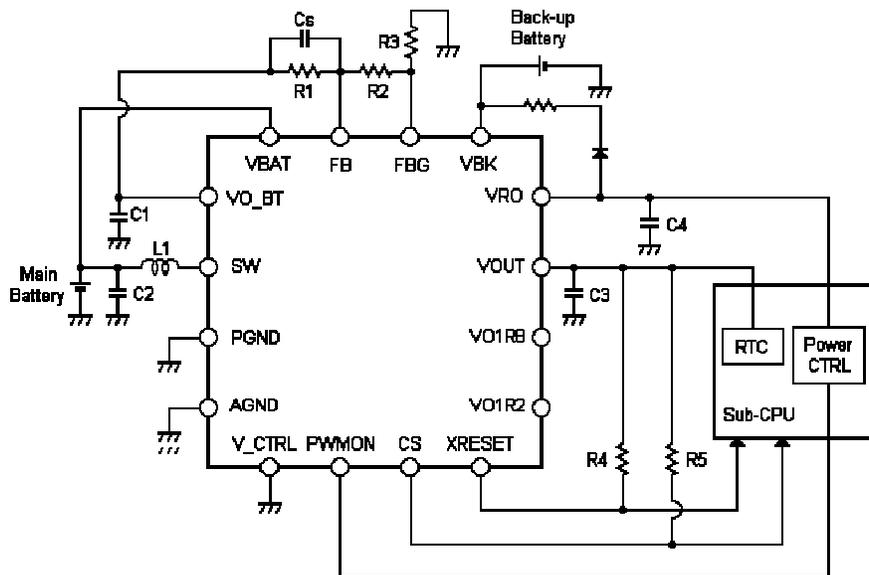 Cs
R1
R2
R3
Back-up
Battery
VBAT
FB
FBG
VBK
VO_BT
VRO
C1
C4
L1
SW
VOUT
Main
Battery
C2
C3
PGND
VO1R8
RTC
Power
CTRL
AGND
VO1R2
Sub-CPU
V_CTRL
PWMON
CS
XRESET
R4
R5